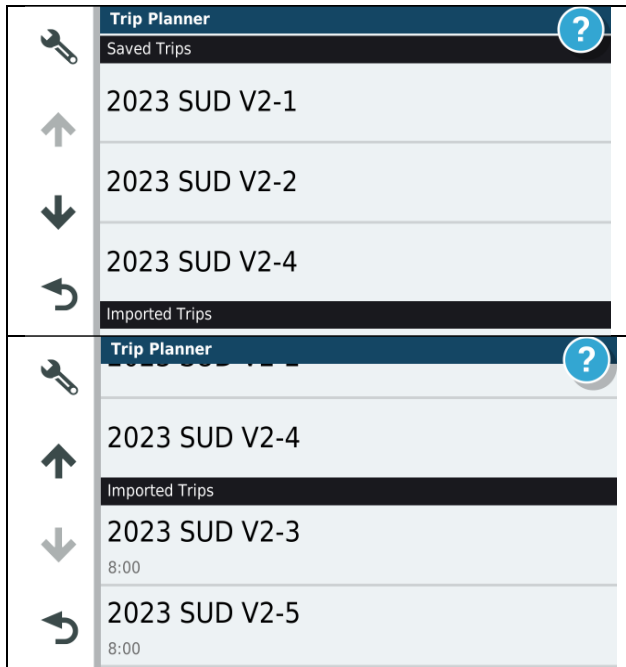 Trip Planner
?
Saved Trips
2023 SUD V2-1
2023 SUD V2-2
2023 SUD V2-4
Imported Trips
Trip Planner
?
2023 SUD V2-4
Imported Trips
2023 SUD V2-3
8:00
2023 SUD V2-5
8:00